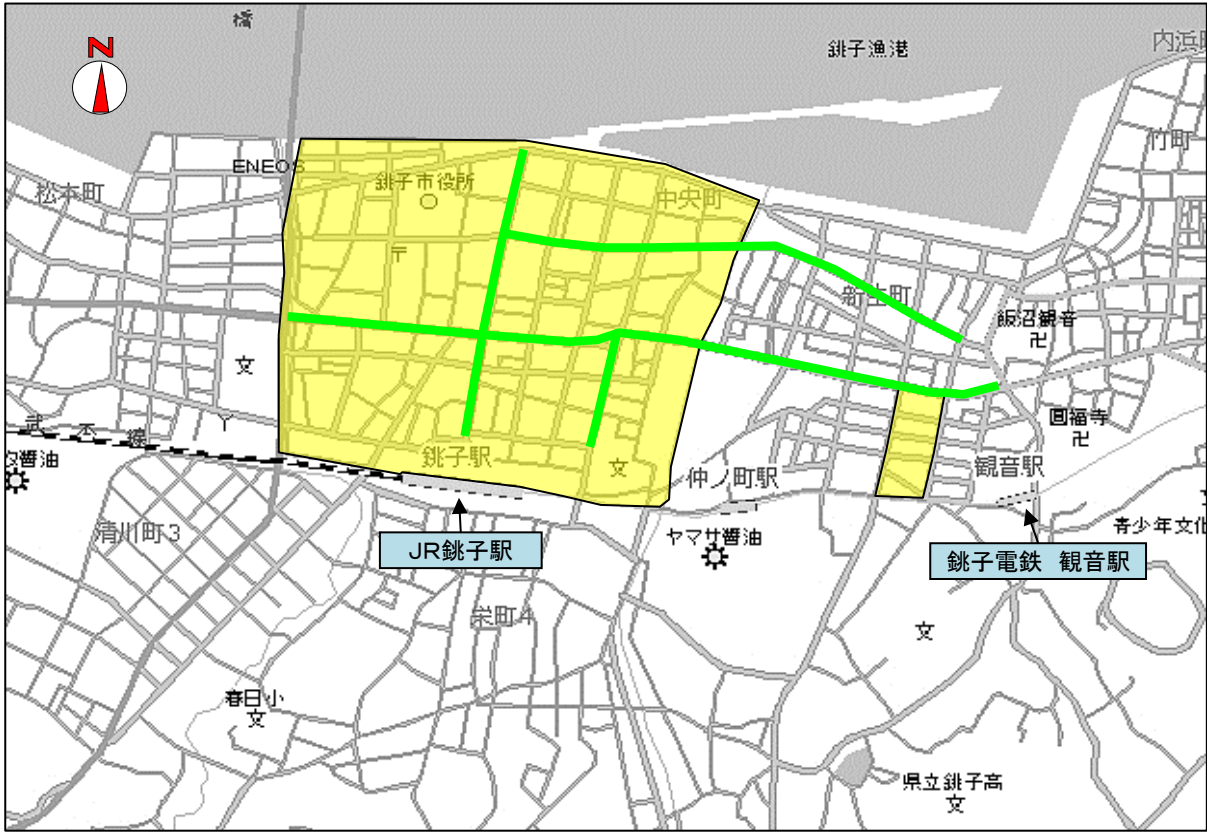 橋
銚子漁港
内浜町
N
竹町
ENEOS
銚子市役所
松本町
中央町
〒
新生町
飯沼観音
卍
文
圓福寺
卍
武本線
銚子駅
文
仲ノ町駅
観音駅
醤油
清川町3
JR銚子駅
ヤマサ醤油
銚子電鉄 観音駅
青少年文化
栄町4
文
春日小
文
県立銚子高
文